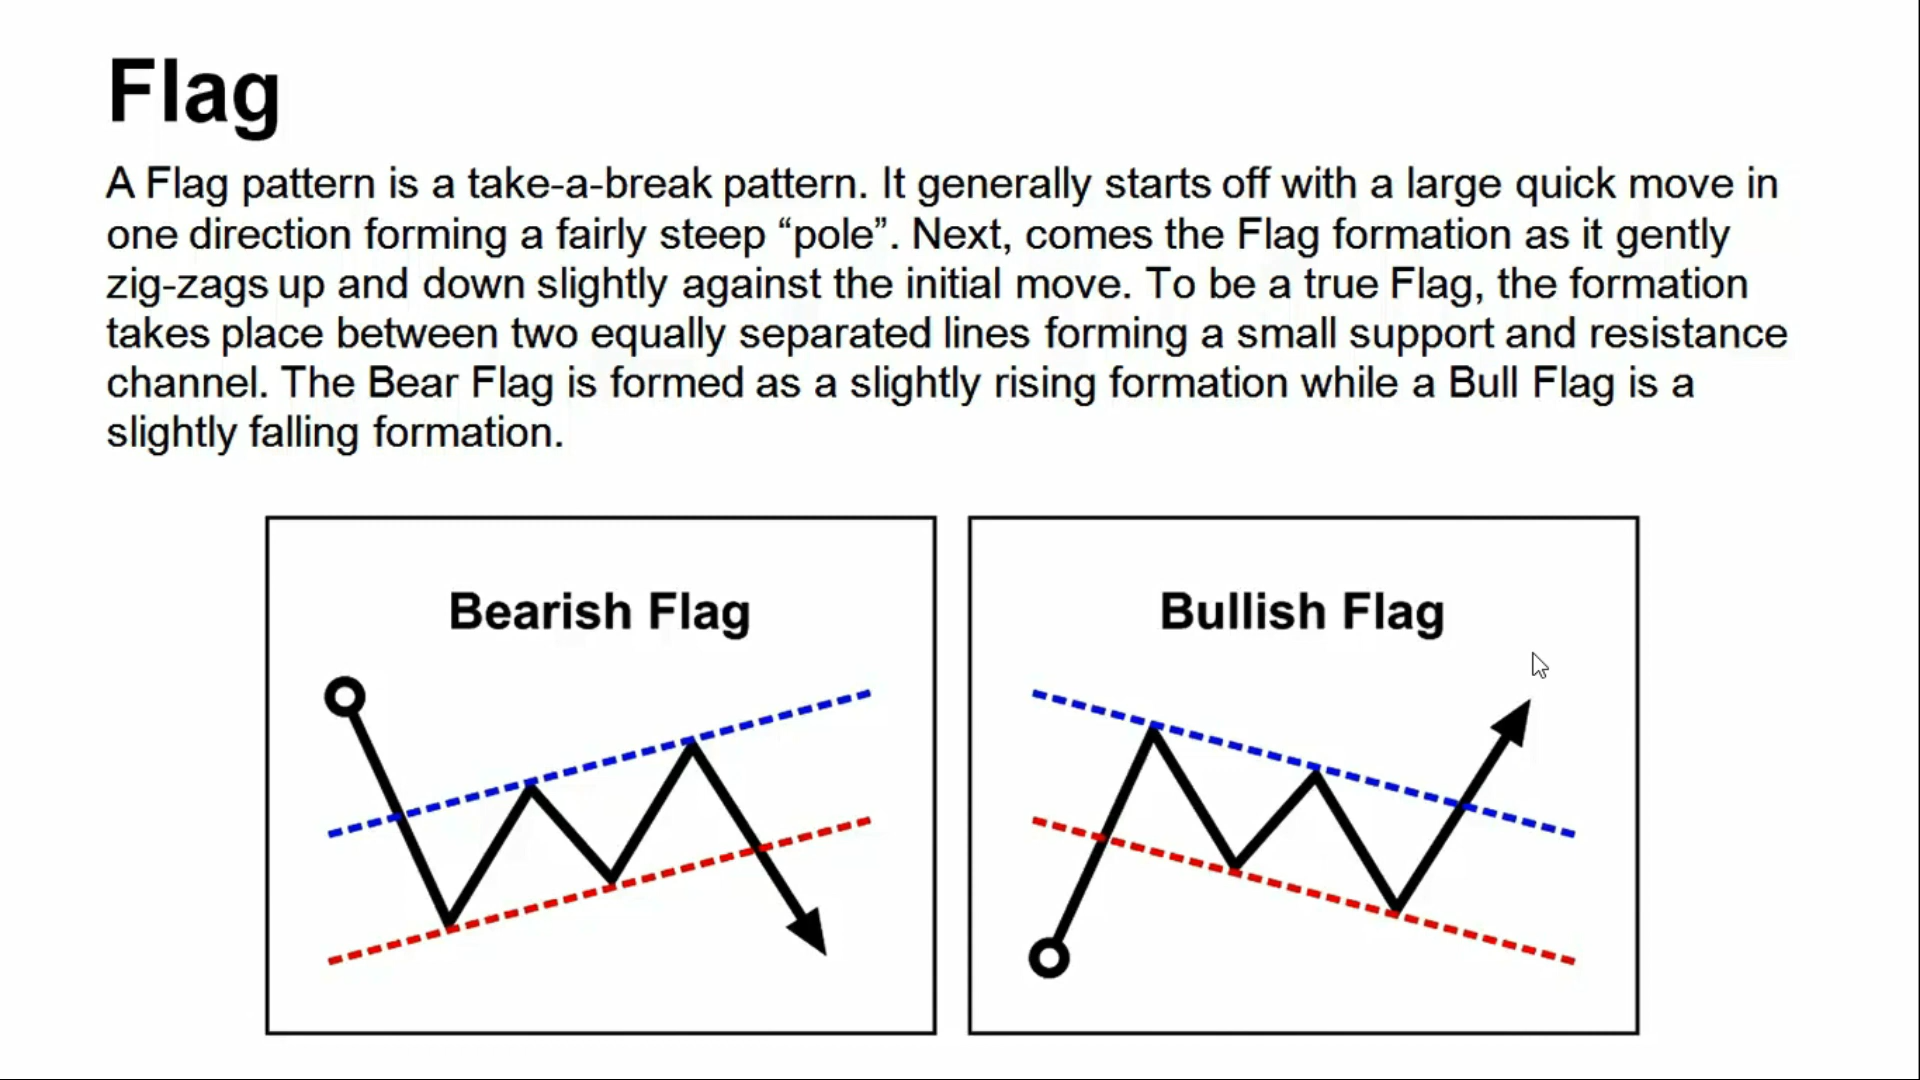 Flag
A Flag pattern is a take-a-break pattern. It generally starts off with a large quick move in
one direction forming a fairly steep “pole”. Next, comes the Flag formation as it gently
zig-zags up and down slightly against the initial move. To be a true Flag, the formation
takes place between two equally separated lines forming a small support and resistance
channel. The Bear Flag is formed as a slightly rising formation while a Bull Flag is a
slightly falling formation.
Bearish Flag
Bullish Flag